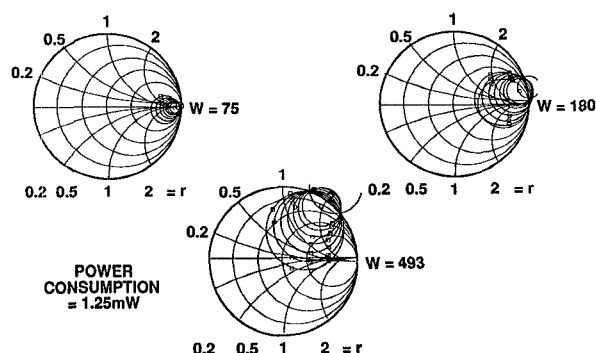 1
0.5
2
0.2
W = 75
0.2 0.5 1 2 = r
1
0.5
2
0.2
W = 180
0.2 0.5 1 2 = r
1
0.5
0.2
0.2
W = 493
0.2 0.5 1 2 = r
POWER
CONSUMPTION
= 1.25mW